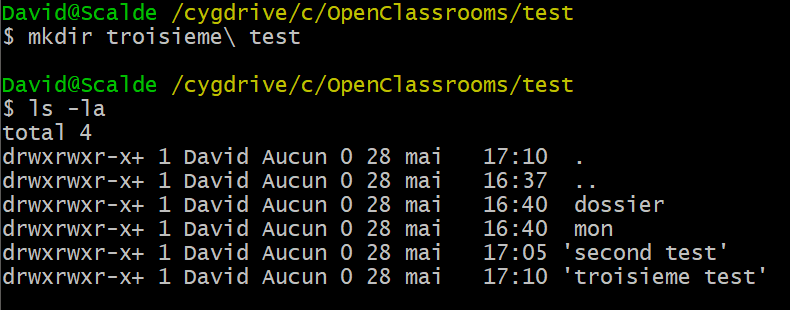 David@Scalde /cygdrive/c/OpenClassrooms/test
$ mkdir troisieme\ test

David@Scalde /cygdrive/c/OpenClassrooms/test
$ ls -la
total 4
drwxrwxr-x+ 1 David Aucun 0 28 mai   17:10  .
drwxrwxr-x+ 1 David Aucun 0 28 mai   16:37  ..
drwxrwxr-x+ 1 David Aucun 0 28 mai   16:40  dossier
drwxrwxr-x+ 1 David Aucun 0 28 mai   16:40  mon
drwxrwxr-x+ 1 David Aucun 0 28 mai   17:05 'second test'
drwxrwxr-x+ 1 David Aucun 0 28 mai   17:10 'troisieme test'